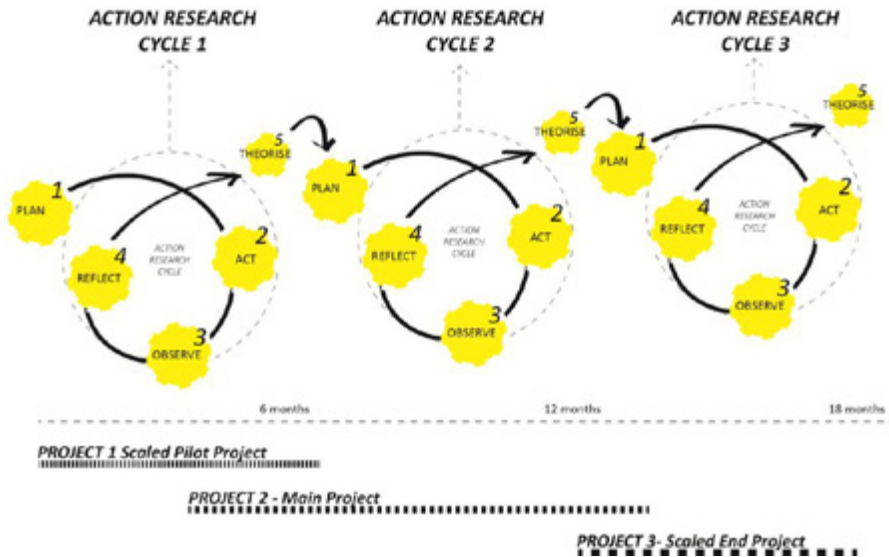 ACTION RESEARCH
CYCLE 1
ACTION RESEARCH
CYCLE 2
ACTION RESEARCH
CYCLE 3
1
PLAN
2
ACT
3
OBSERVE
4
REFLECT
5
THEORISE
ACTION
RESEARCH
CYCLE
1
PLAN
2
ACT
3
OBSERVE
4
REFLECT
5
THEORISE
ACTION
RESEARCH
CYCLE
1
PLAN
2
ACT
3
OBSERVE
4
REFLECT
5
THEORISE
ACTION
RESEARCH
CYCLE
6 months
12 months
18 months
PROJECT 1 Scaled Pilot Project
PROJECT 2 - Main Project
PROJECT 3- Scaled End Project